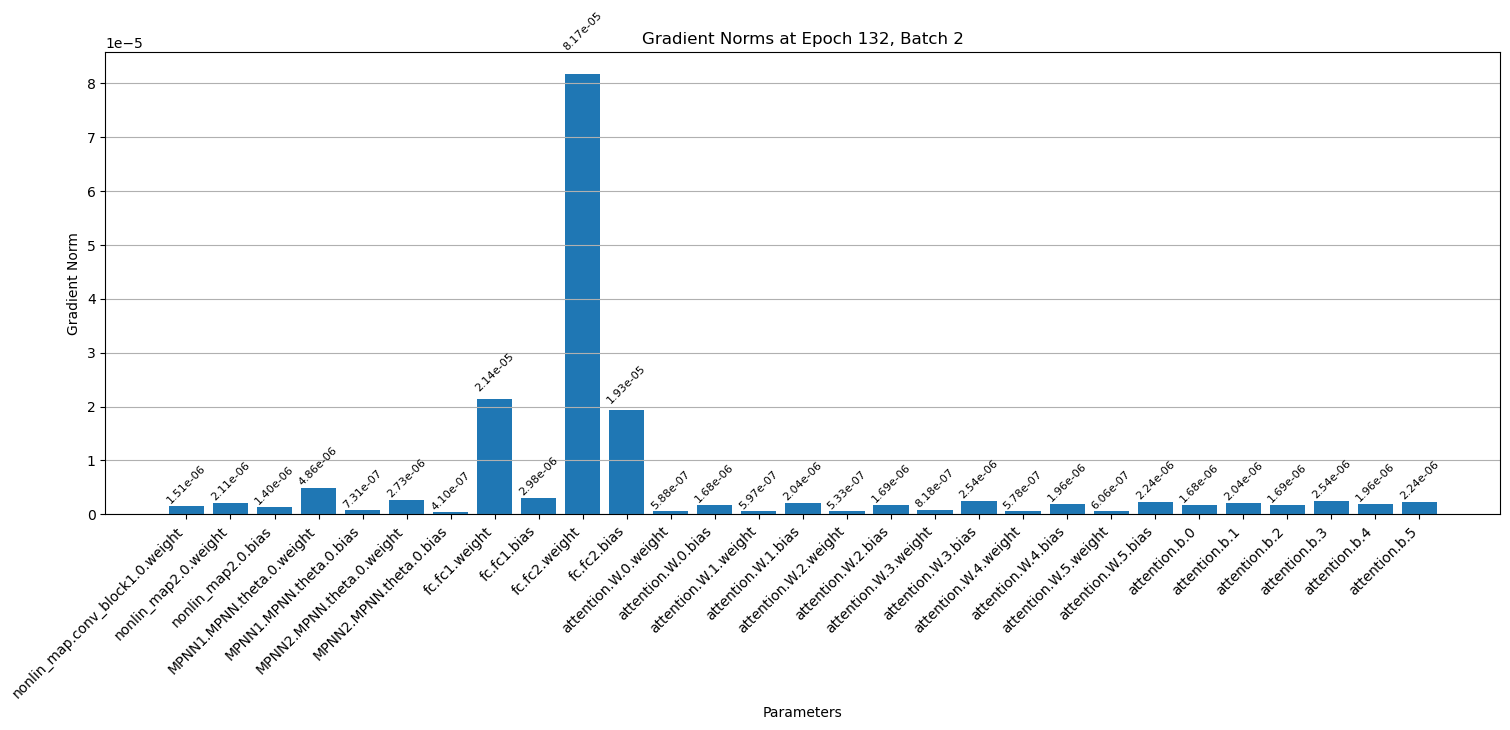 Gradient Norms at Epoch 132, Batch 2
1e−5
8
7
6
5
4
3
2
1
0
Gradient Norm
1.51e-06
2.11e-06
1.40e-06
4.86e-06
7.31e-07
2.73e-06
4.10e-07
2.14e-05
2.98e-06
8.17e-05
1.93e-05
5.88e-07
1.68e-06
5.97e-07
2.04e-06
5.33e-07
1.69e-06
8.18e-07
2.54e-06
5.78e-07
1.96e-06
6.06e-07
2.24e-06
1.68e-06
2.04e-06
1.69e-06
2.54e-06
1.96e-06
2.24e-06
nonlin_map.conv_block1.0.weight
nonlin_map2.0.weight
nonlin_map2.0.bias
MPNN1.MPNN.theta.0.weight
MPNN1.MPNN.theta.0.bias
MPNN2.MPNN.theta.0.weight
MPNN2.MPNN.theta.0.bias
fc.fc1.weight
fc.fc1.bias
fc.fc2.weight
fc.fc2.bias
attention.W.0.weight
attention.W.0.bias
attention.W.1.weight
attention.W.1.bias
attention.W.2.weight
attention.W.2.bias
attention.W.3.weight
attention.W.3.bias
attention.W.4.weight
attention.W.4.bias
attention.W.5.weight
attention.W.5.bias
attention.b.0
attention.b.1
attention.b.2
attention.b.3
attention.b.4
attention.b.5
Parameters